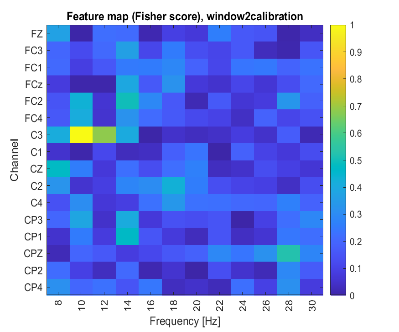 Feature map (Fisher score), window2calibration
Channel
FZ
FC3
FC1
FCz
FC2
FC4
C3
C1
CZ
C2
C4
CP3
CP1
CPZ
CP2
CP4
8 10 12 14 16 18 20 22 24 26 28 30
Frequency [Hz]
1
0.9
0.8
0.7
0.6
0.5
0.4
0.3
0.2
0.1
0